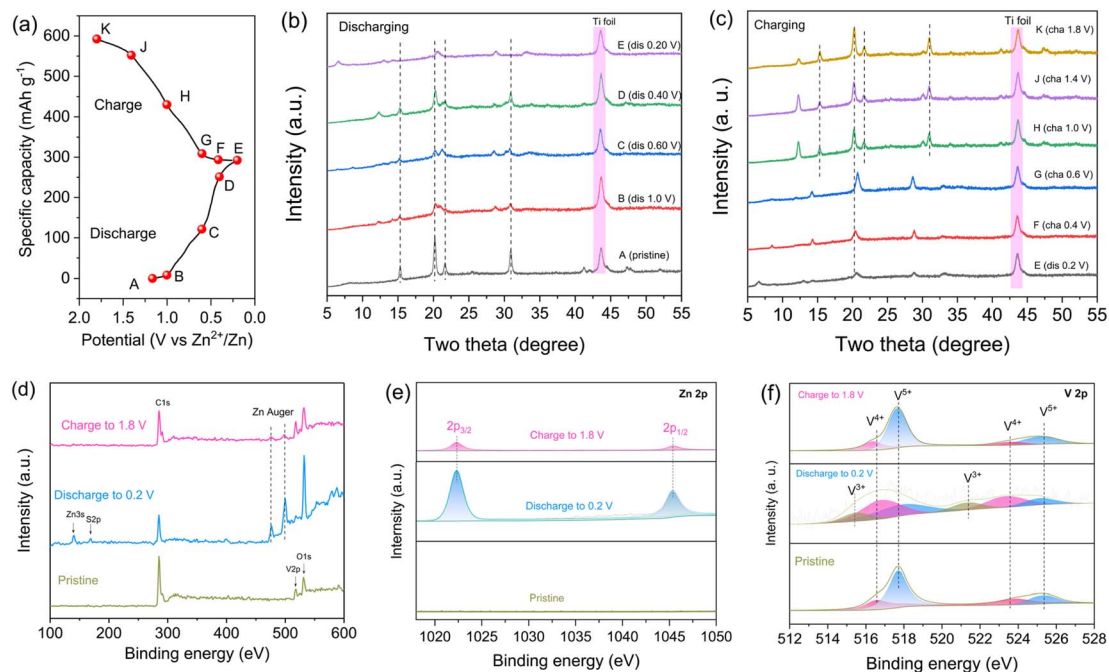 (a)
K
J
H
G
F
E
D
C
B
A
Charge
Discharge
600
500
400
300
200
100
0
2.0 1.5 1.0 0.5 0.0
Specific capacity (mAh g⁻¹)
Potential (V vs Zn²⁺/Zn)
(b)
Discharging
Ti foil
E (dis 0.20 V)
D (dis 0.40 V)
C (dis 0.60 V)
B (dis 1.0 V)
A (pristine)
5 10 15 20 25 30 35 40 45 50 55
Intensity (a.u.)
Two theta (degree)
(c)
Charging
Ti foil
K (cha 1.8 V)
J (cha 1.4 V)
H (cha 1.0 V)
G (cha 0.6 V)
F (cha 0.4 V)
E (dis 0.2 V)
5 10 15 20 25 30 35 40 45 50 55
Intensity (a. u.)
Two theta (degree)
(d)
C1s
Zn Auger
Charge to 1.8 V
Discharge to 0.2 V
Zn3s
S2p
Pristine
V2p
O1s
100 200 300 400 500 600
Intensity (a.u.)
Binding energy (eV)
(e)
Zn 2p
2p3/2
2p1/2
Charge to 1.8 V
Discharge to 0.2 V
Pristine
1020 1025 1030 1035 1040 1045 1050
Intensity (a.u.)
Binding energy (eV)
(f)
V 2p
Charge to 1.8 V
V⁵⁺
V⁴⁺
V⁴⁺
V⁵⁺
Discharge to 0.2 V
V³⁺
V³⁺
Pristine
512 514 516 518 520 522 524 526 528
Intensity (a. u.)
Binding energy (eV)